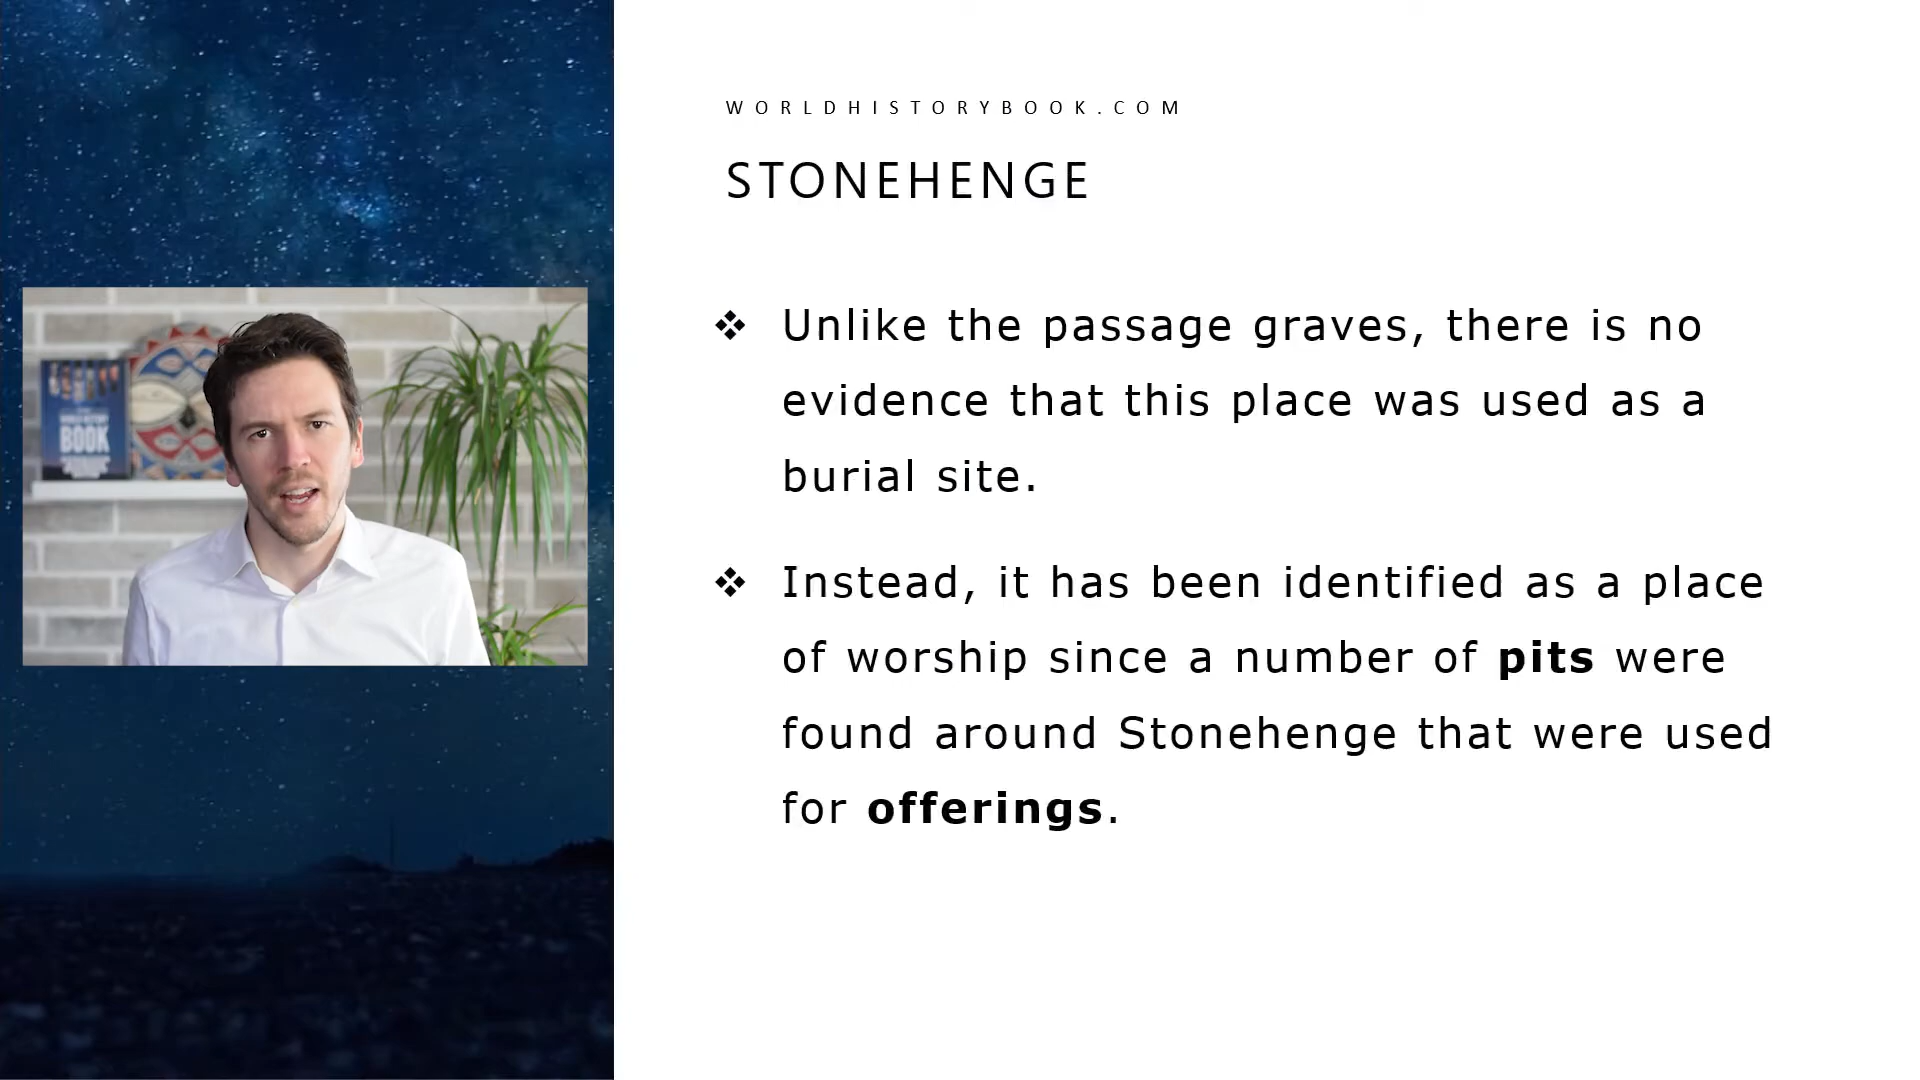 WORLDHISTORYBOOK.COM
STONEHENGE
❖ Unlike the passage graves, there is no
evidence that this place was used as a
burial site.
❖ Instead, it has been identified as a place
of worship since a number of pits were
found around Stonehenge that were used
for offerings.
BOOK